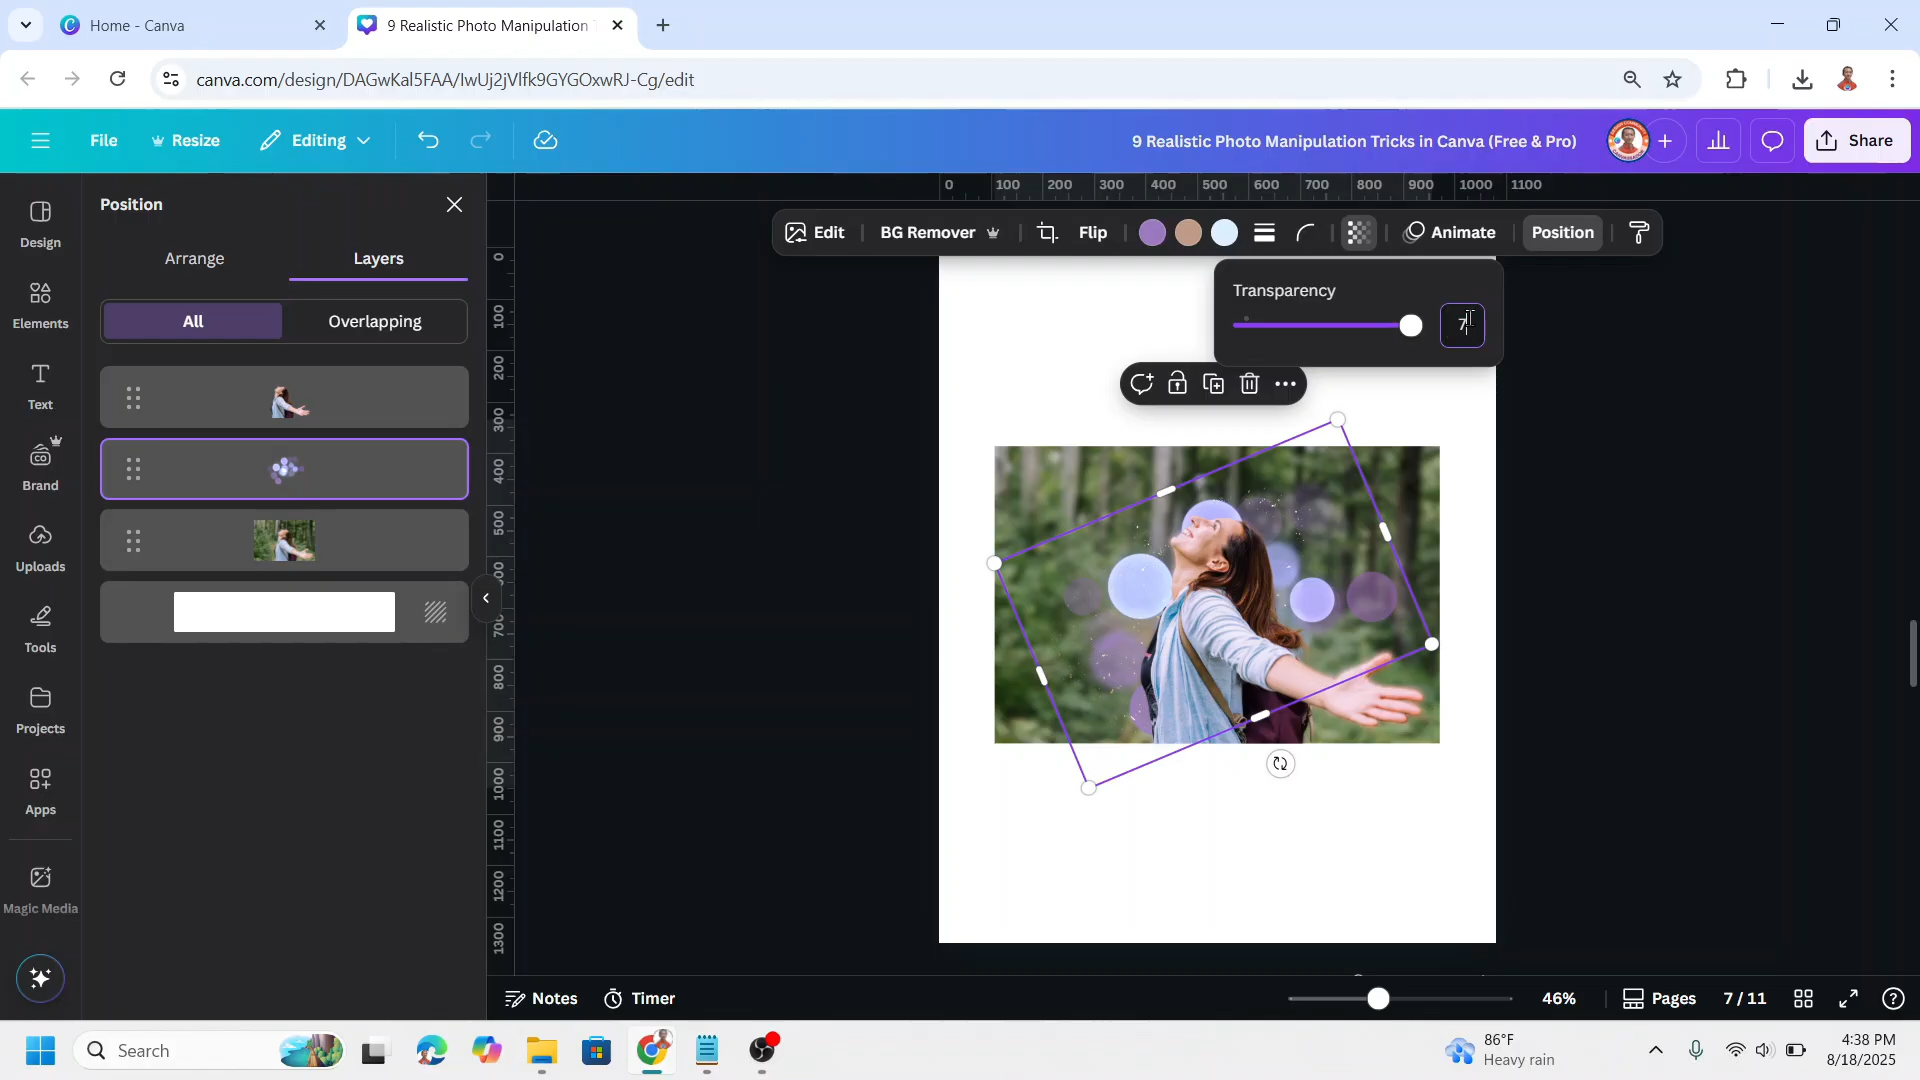 Home - Canva
9 Realistic Photo Manipulation
canva.com/design/DAGwKal5FAA/IwUj2jVlfk9GYGOxwRJ-Cg/edit
File
Resize
Editing
9 Realistic Photo Manipulation Tricks in Canva (Free & Pro)
Share
Position
Arrange
Layers
All
Overlapping
Design
Elements
Text
Brand
Uploads
Tools
Projects
Apps
Magic Media
0 100 200 300 400 500 600 700 800 900 1000 1100
0
100
200
300
400
500
700
800
900
1000
1100
1200
1300
Edit
BG Remover
Flip
Animate
Position
Transparency
7
Notes
Timer
46%
Pages
7 / 11
Search
86°F
Heavy rain
4:38 PM
8/18/2025